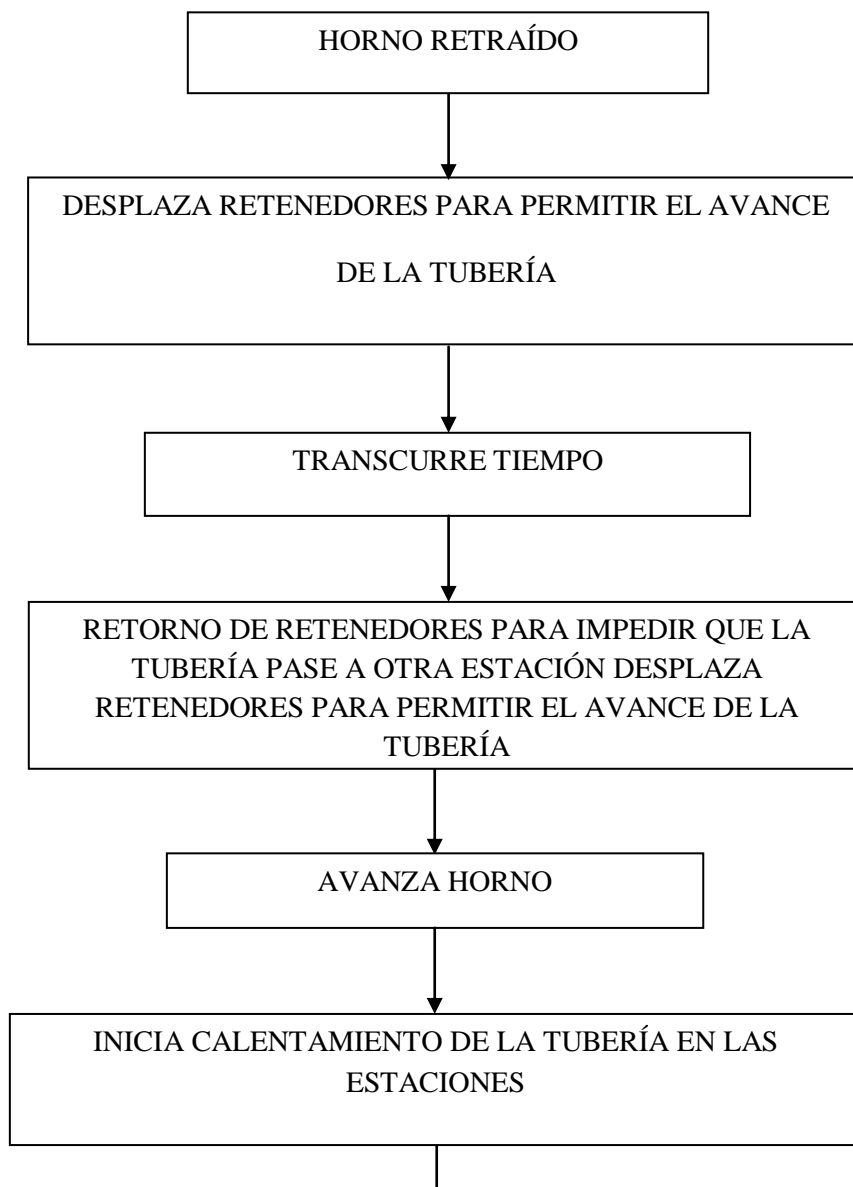 HORNO RETRAÍDO
DESPLAZA RETENEDORES PARA PERMITIR EL AVANCE
DE LA TUBERÍA
TRANSCURRE TIEMPO
RETORNO DE RETENEDORES PARA IMPEDIR QUE LA
TUBERÍA PASE A OTRA ESTACIÓN DESPLAZA
RETENEDORES PARA PERMITIR EL AVANCE DE LA
TUBERÍA
AVANZA HORNO
INICIA CALENTAMIENTO DE LA TUBERÍA EN LAS
ESTACIONES